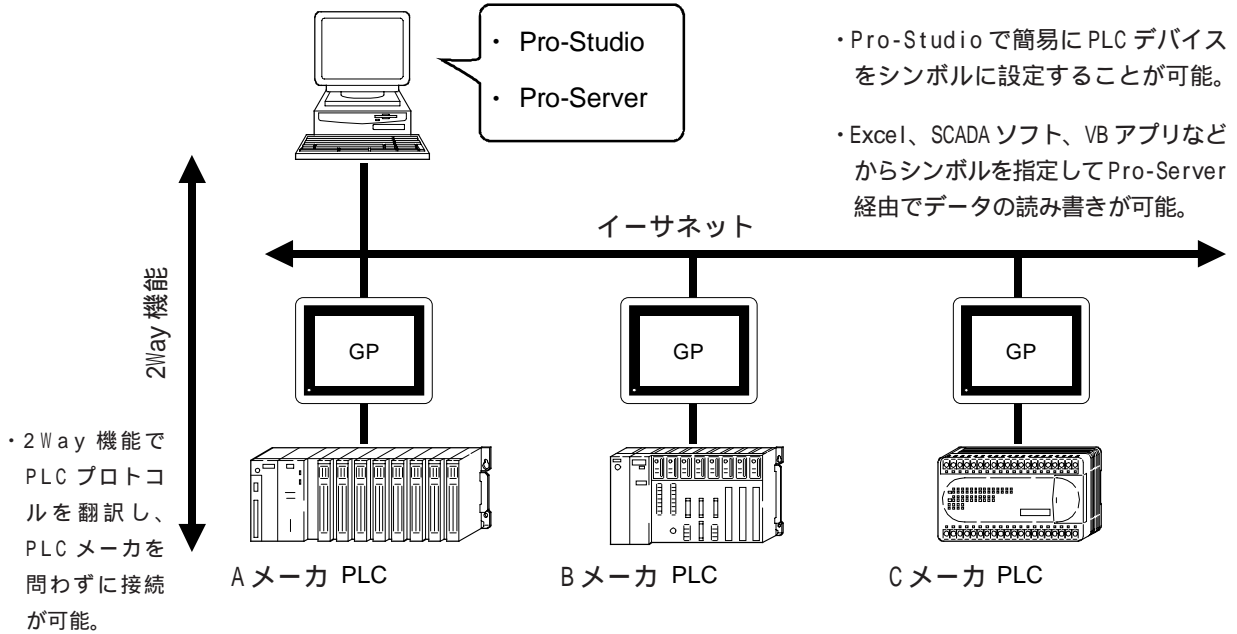 ・ Pro-Studio
・ Pro-Server
・Pro-Studioで簡易にPLCデバイス
をシンボルに設定することが可能。
・Excel、SCADAソフト、VBアプリなど
からシンボルを指定してPro-Server
経由でデータの読み書きが可能。
イーサネット
2Way機能
GP
GP
GP
・2Way機能で
PLCプロトコ
ルを翻訳し、
PLCメーカを
問わずに接続
が可能。
Aメーカ PLC
Bメーカ PLC
Cメーカ PLC